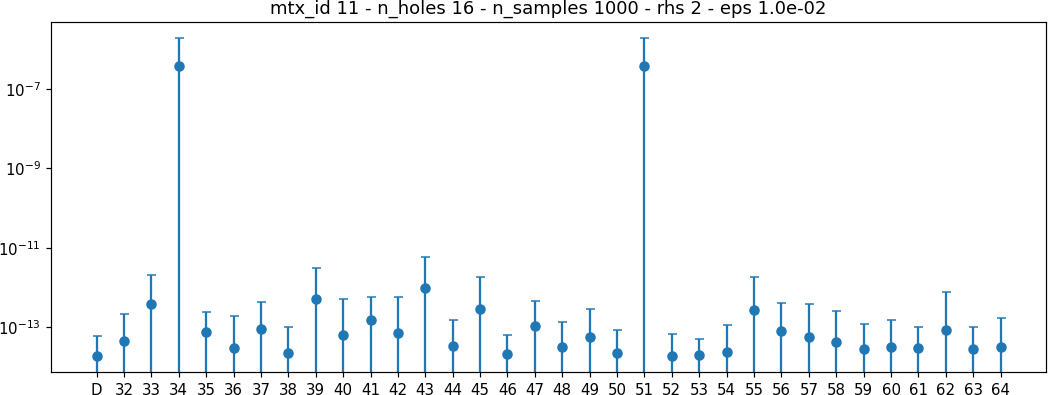 mtx_id 11 - n_holes 16 - n_samples 1000 - rhs 2 - eps 1.0e-02
10⁻⁷
10⁻⁹
10⁻¹¹
10⁻¹³
D 32 33 34 35 36 37 38 39 40 41 42 43 44 45 46 47 48 49 50 51 52 53 54 55 56 57 58 59 60 61 62 63 64